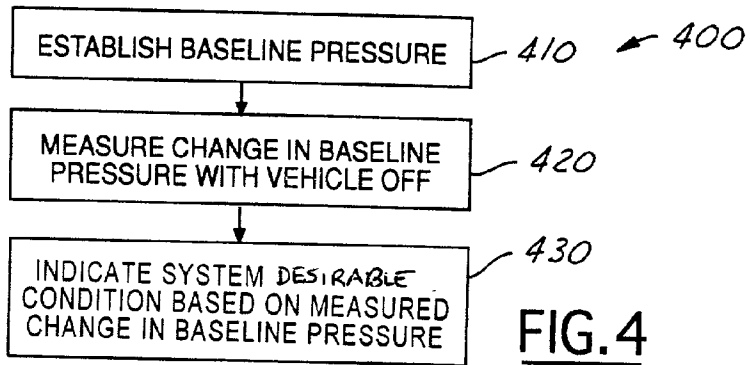 ESTABLISH BASELINE PRESSURE
410
400
MEASURE CHANGE IN BASELINE
PRESSURE WITH VEHICLE OFF
420
INDICATE SYSTEM DESIRABLE
CONDITION BASED ON MEASURED
CHANGE IN BASELINE PRESSURE
430
FIG. 4